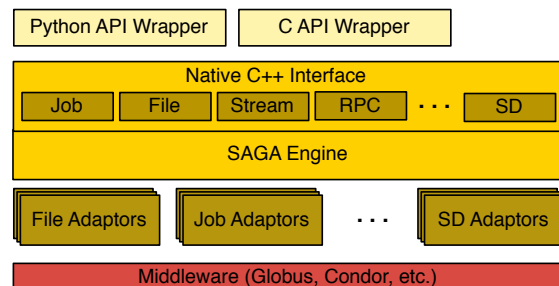 Python API Wrapper C API Wrapper
Native C++ Interface
Job File Stream RPC . . . SD
SAGA Engine
File Adaptors Job Adaptors . . . SD Adaptors
Middleware (Globus, Condor, etc.)